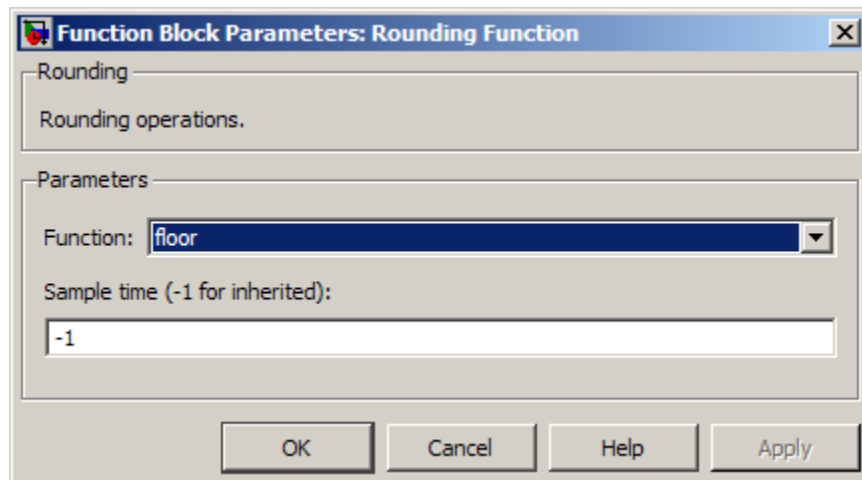 Function Block Parameters: Rounding Function
Rounding
Rounding operations.
Parameters
Function: floor
Sample time (-1 for inherited):
-1
OK Cancel Help Apply